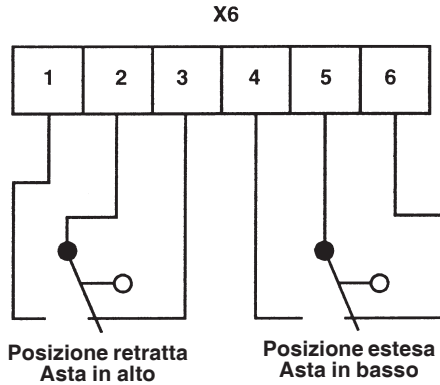 X6
1 2 3 4 5 6
Posizione retratta
Asta in alto
Posizione estesa
Asta in basso